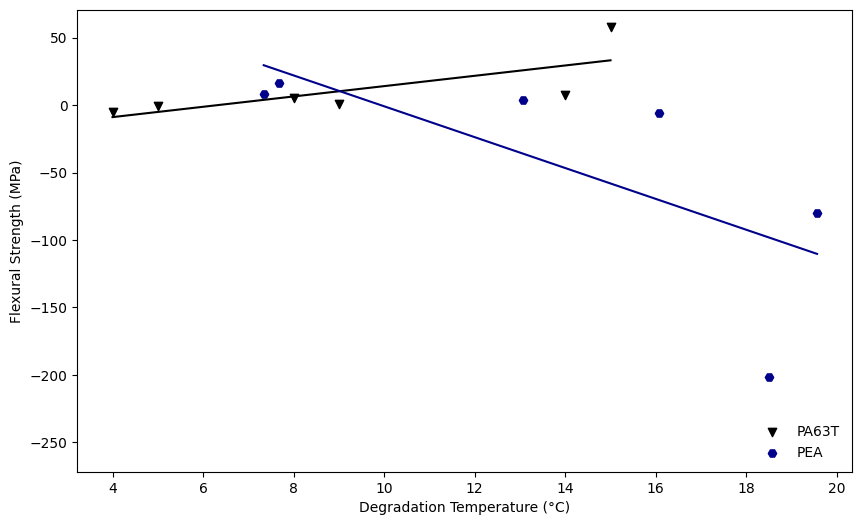 50
0
−50
−100
−150
−200
−250
Flexural Strength (MPa)
4 6 8 10 12 14 16 18 20
Degradation Temperature (°C)
PA63T
PEA